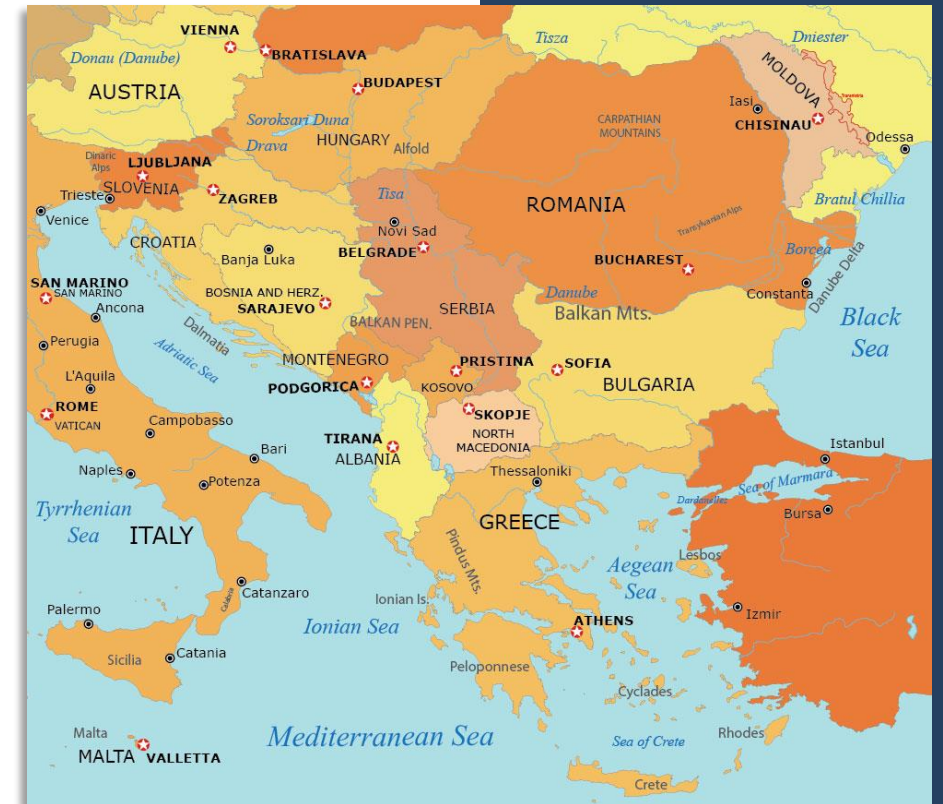 VIENNA
BRATISLAVA
Tisza
Dniester
Donau (Danube)
AUSTRIA
BUDAPEST
MOLDOVA
Iasi
CHISINAU
Soroksari Duna
HUNGARY
Alfold
CARPATHIAN
MOUNTAINS
Odessa
Drava
Dinaric
Alps
LJUBLJANA
SLOVENIA
Trieste
Venice
ZAGREB
Tisa
ROMANIA
Bratul Chillia
Transylvanian Alps
Novi Sad
CROATIA
Banja Luka
BELGRADE
BUCHAREST
Borcea
Danube Delta
Constanta
SAN MARINO
SAN MARINO
Ancona
BOSNIA AND HERZ.
SARAJEVO
SERBIA
Danube
Balkan Mts.
Black
Sea
Dalmatia
BALKAN PEN.
Perugia
Adriatic Sea
MONTENEGRO
PRISTINA
SOFIA
L'Aquila
PODGORICA
KOSOVO
BULGARIA
ROME
VATICAN
Campobasso
SKOPJE
NORTH
MACEDONIA
TIRANA
ALBANIA
Bari
Istanbul
Naples
Potenza
Thessaloniki
Sea of Marmara
Dardanelles
Bursa
Tyrrhenian
Sea
ITALY
GREECE
Pindus Mts.
Aegean
Sea
Lesbos
Catanzaro
Calabria
Ionian Is.
Izmir
Palermo
Ionian Sea
ATHENS
Sicilia
Catania
Peloponnese
Cyclades
Malta
MALTA
VALLETTA
Mediterranean Sea
Sea of Crete
Rhodes
Crete